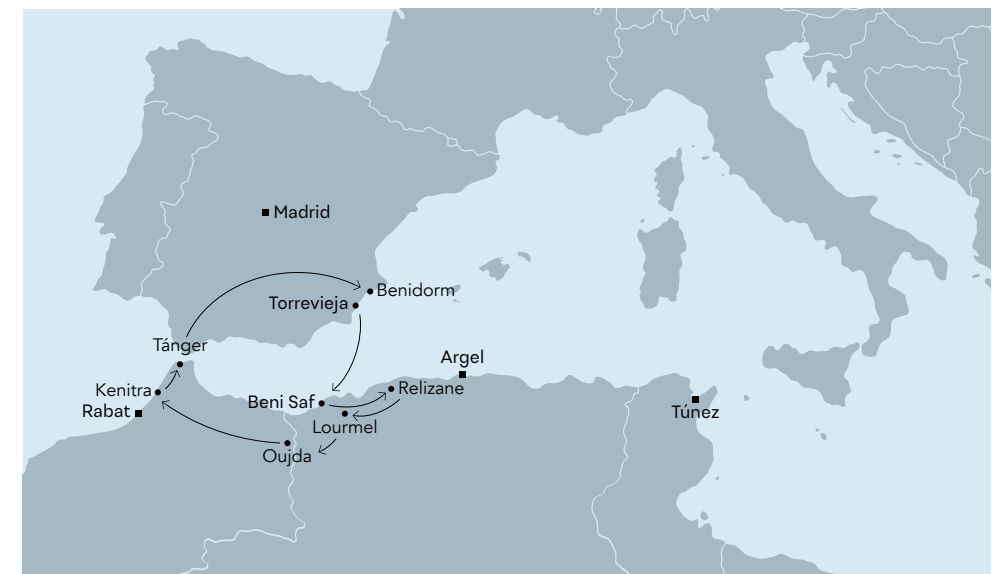 Madrid
Benidorm
Torrevieja
Tánger
Argel
Kenitra
Relizane
Beni Saf
Rabat
Túnez
Lourmel
Oujda